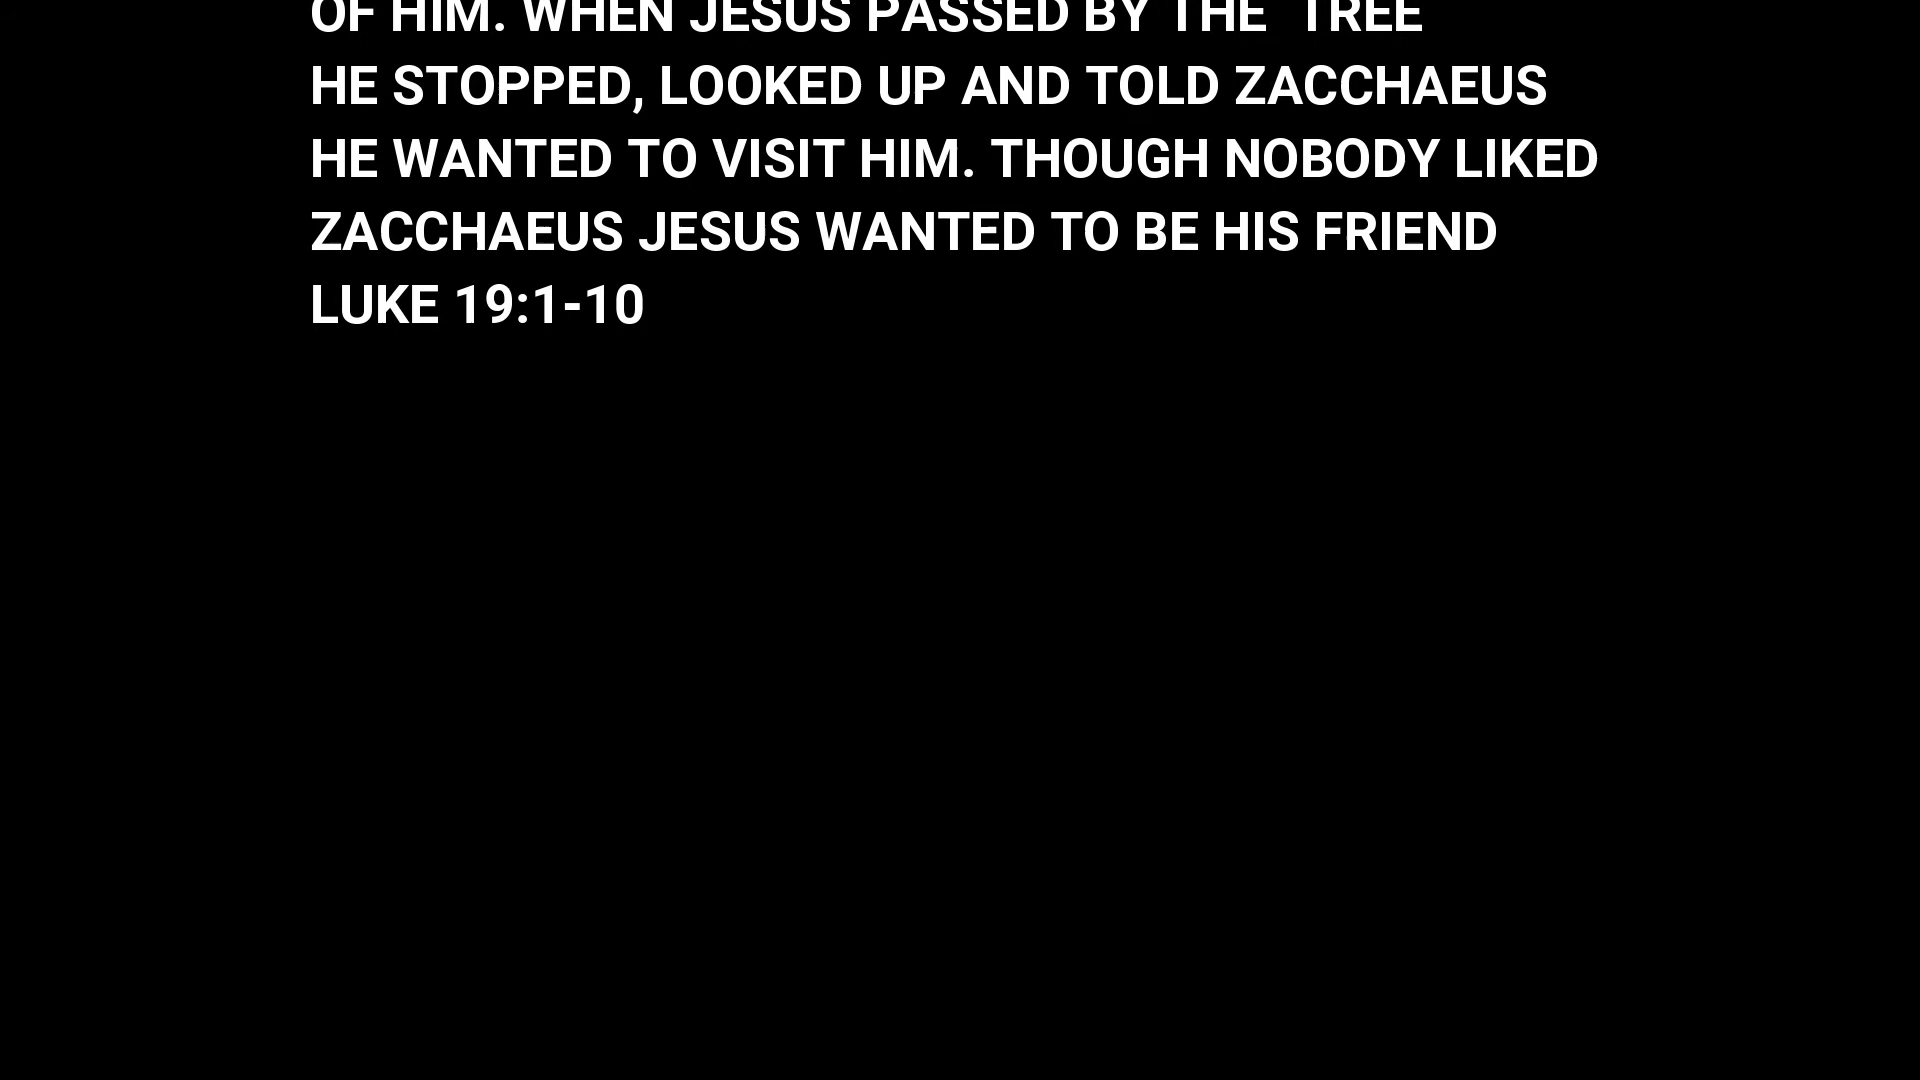 OF HIM. WHEN JESUS PASSED BY THE  TREE
HE STOPPED, LOOKED UP AND TOLD ZACCHAEUS
HE WANTED TO VISIT HIM. THOUGH NOBODY LIKED
ZACCHAEUS JESUS WANTED TO BE HIS FRIEND
LUKE 19:1-10